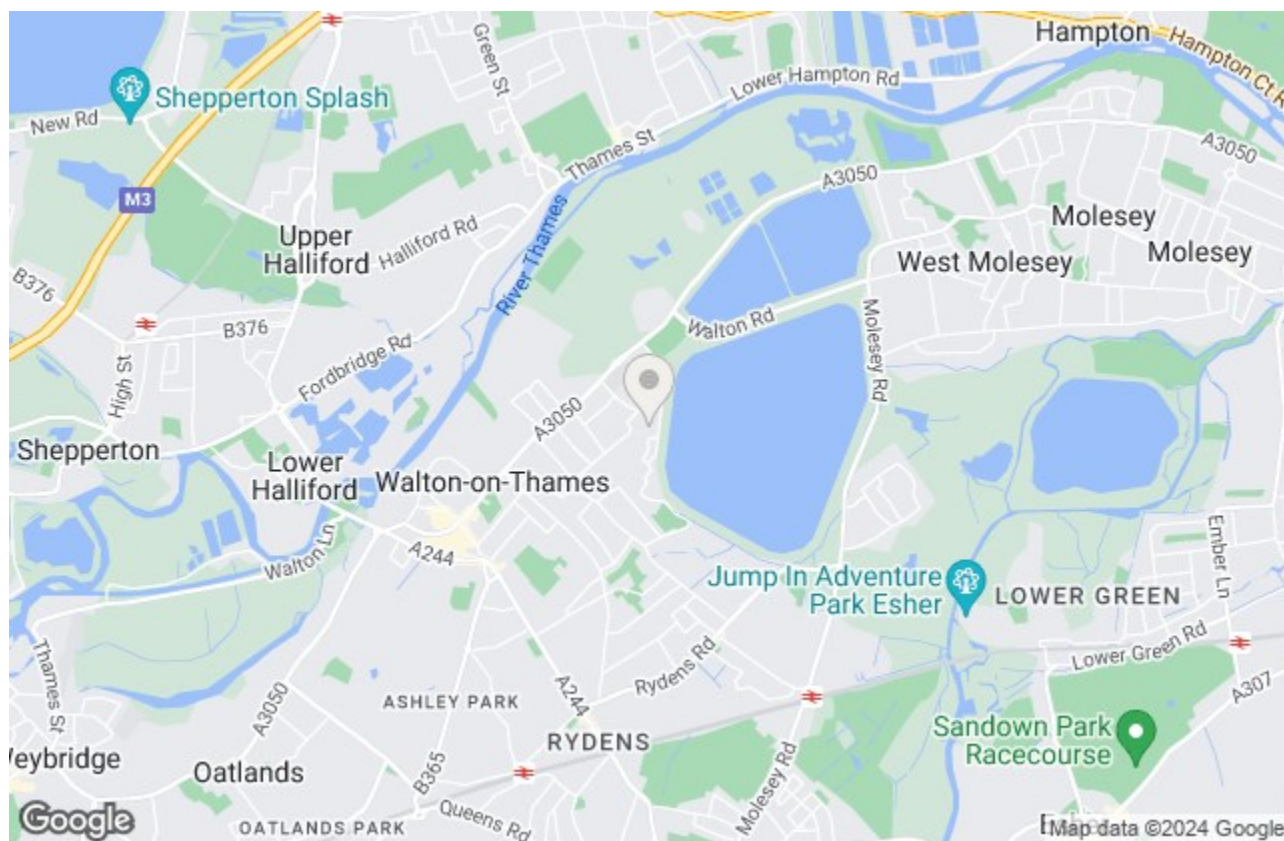 Hampton
Hampton Ct R
Green St
Lower Hampton Rd
Shepperton Splash
New Rd
Thames St
A3050
A3050
M3
Molesey
Upper
Halliford
Halliford Rd
River Thames
West Molesey
Molesey
B376
B376
Walton Rd
Molesey Rd
Fordbridge Rd
High St
A3050
Shepperton
Lower
Halliford
Walton-on-Thames
Walton Ln
A244
Ember Ln
Jump In Adventure
Park Esher
LOWER GREEN
Thames St
Lower Green Rd
Rydens Rd
A307
A3050
ASHLEY PARK
A244
Sandown Park
Racecourse
RYDENS
eybridge
Oatlands
B365
Molesey Rd
Queens Rd
Google
OATLANDS PARK
Map data ©2024 Google